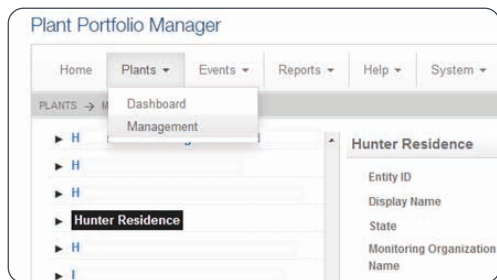 Plant Portfolio Manager
Home Plants Events Reports Help System
PLANTS → M
Dashboard
Management
H
H
H
Hunter Residence
H
Hunter Residence
Entity ID
Display Name
State
Monitoring Organization
Name